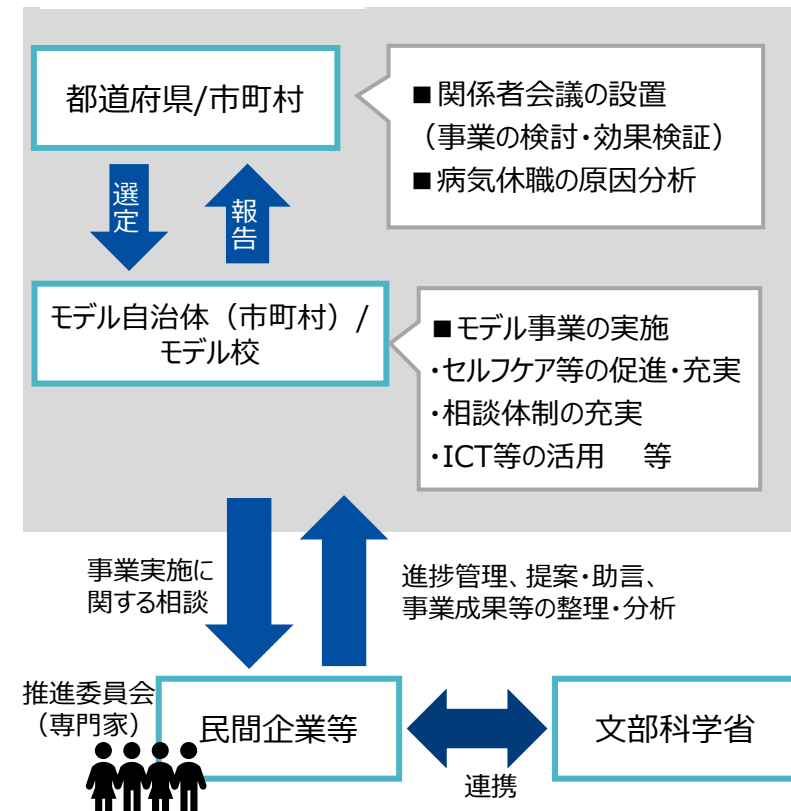 都道府県/市町村
■関係者会議の設置
（事業の検討・効果検証）
■病気休職の原因分析
選定
報告
モデル自治体（市町村）/
モデル校
■モデル事業の実施
・セルフケア等の促進・充実
・相談体制の充実
・ICT等の活用　等
事業実施に
関する相談
進捗管理、提案・助言、
事業成果等の整理・分析
推進委員会
（専門家）
民間企業等
連携
文部科学省